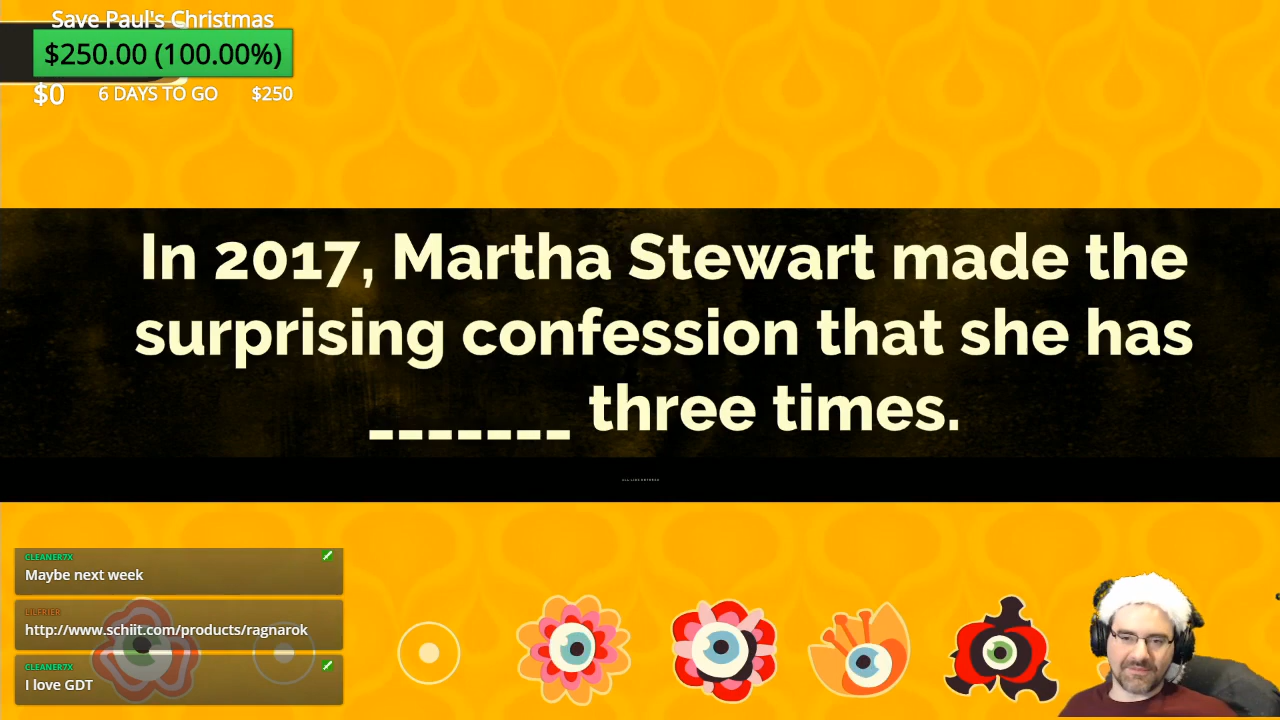 Save Paul's Christmas
$250.00 (100.00%)
$0 6 DAYS TO GO $250
In 2017, Martha Stewart made the
surprising confession that she has
_______ three times.
CLEANER7X
Maybe next week
http://www.schiit.com/products/ragnarok
CLEANER7X
I love GDT